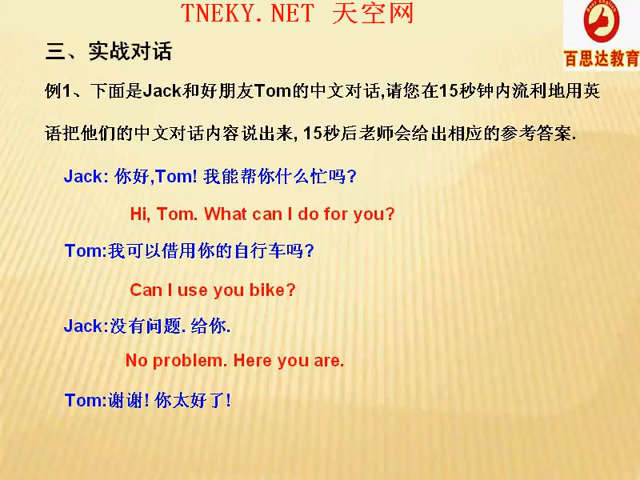 TNEKY.NET 天空网
百思达教育
三、实战对话
例1、下面是Jack和好朋友Tom的中文对话,请您在15秒钟内流利地用英
语把他们的中文对话内容说出来, 15秒后老师会给出相应的参考答案.
Jack: 你好,Tom! 我能帮你什么忙吗?
Hi, Tom. What can I do for you?
Tom:我可以借用你的自行车吗?
Can I use you bike?
Jack:没有问题. 给你.
No problem. Here you are.
Tom:谢谢! 你太好了!